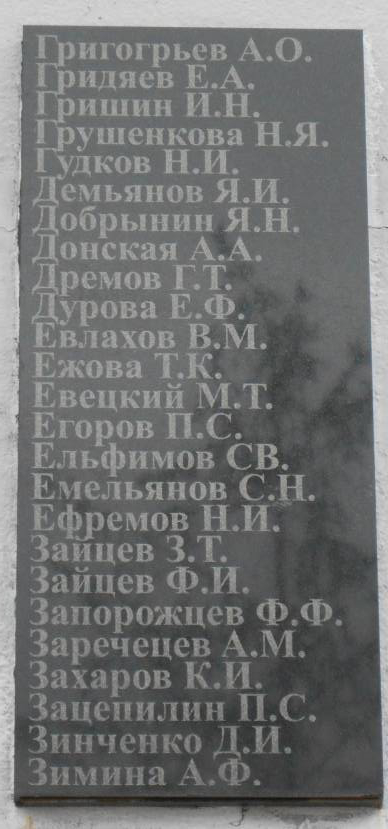 Григогрьев А.О.
Гридяев Е.А.
Гришин И.Н.
Грушенкова Н.Я.
Гудков Н.И.
Демьянов Я.И.
Добрынин Я.Н.
Донская А.А.
Дремов Г.Т.
Дурова Е.Ф.
Евлахов В.М.
Ежова Т.К.
Евецкий М.Т.
Егоров П.С.
Ельфимов СВ.
Емельянов С.Н.
Ефремов Н.И.
Зайцев З.Т.
Зайцев Ф.И.
Запорожцев Ф.Ф.
Заречецев А.М.
Захаров К.И.
Зацепилин П.С.
Зинченко Д.И.
Зимина А.Ф.